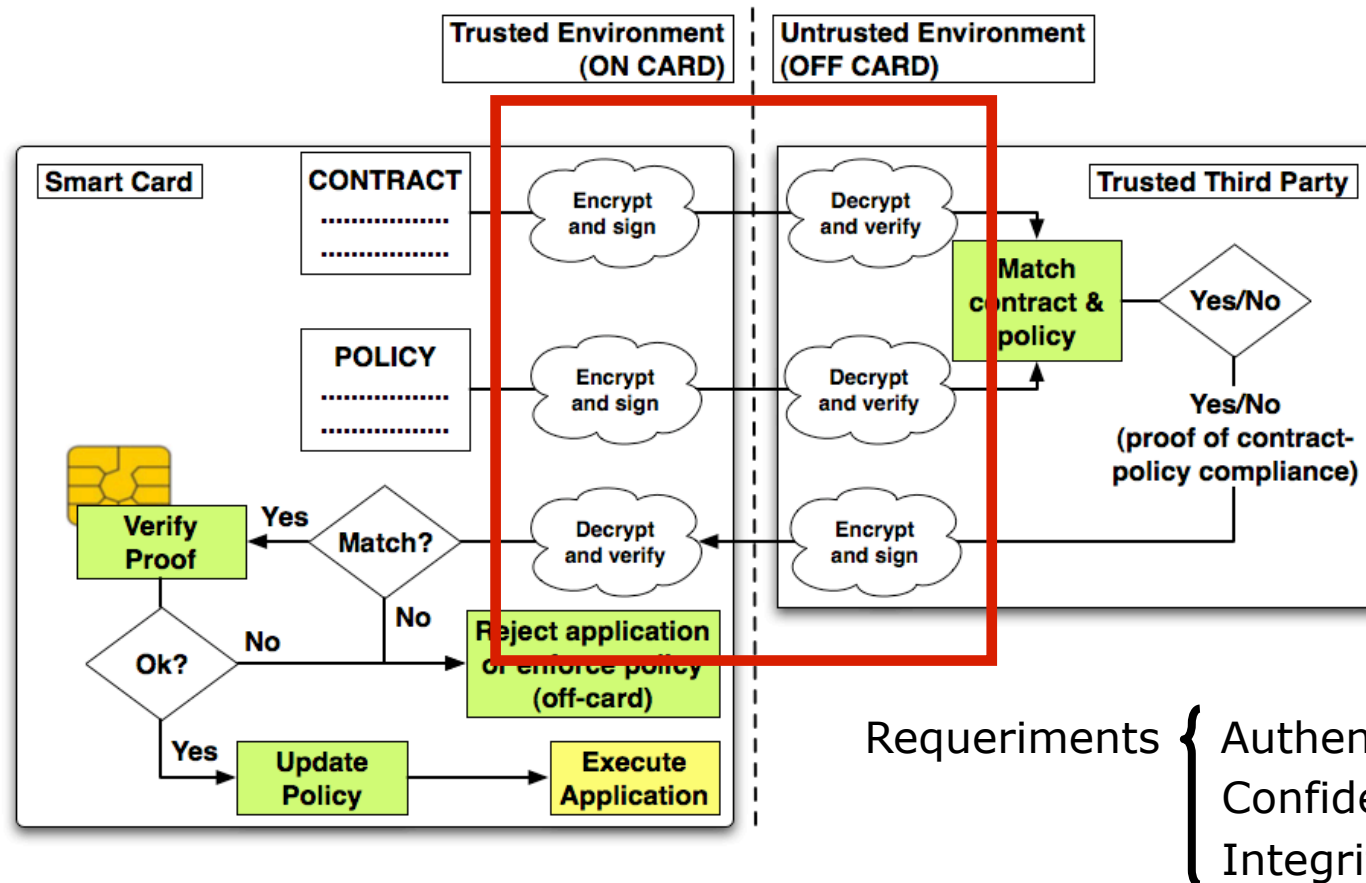 Trusted Environment
(ON CARD)
Untrusted Environment
(OFF CARD)
Smart Card
CONTRACT
.................
.................
Encrypt
and sign
Decrypt
and verify
Trusted Third Party
Match
contract &
policy
Yes/No
POLICY
.................
.................
Encrypt
and sign
Decrypt
and verify
Yes/No
(proof of contract-
policy compliance)
Verify
Proof
Yes
Match?
Decrypt
and verify
Encrypt
and sign
No
Ok?
No
Reject application
or enforce policy
(off-card)
Yes
Update
Policy
Execute
Application
Requeriments
Authen
Confide
Integri